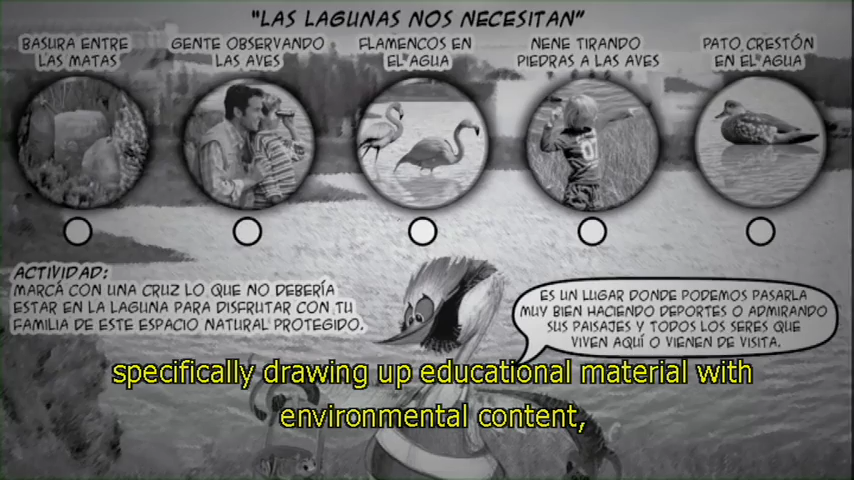 "LAS LAGUNAS NOS NECESITAN"
BASURA ENTRE
LAS MATAS
GENTE OBSERVANDO
LAS AVES
FLAMENCOS EN
EL AGUA
NENE TIRANDO
PIEDRAS A LAS AVES
PATO CRESTÓN
EN EL AGUA
ACTIVIDAD:
MARCÁ CON UNA CRUZ LO QUE NO DEBERÍA
ESTAR EN LA LAGUNA PARA DISFRUTAR CON TU
FAMILIA DE ESTE ESPACIO NATURAL PROTEGIDO.
ES UN LUGAR DONDE PODEMOS PASARLA
MUY BIEN HACIENDO DEPORTES O ADMIRANDO
SUS PAISAJES Y TODOS LOS SERES QUE
VIVEN AQUÍ O VIENEN DE VISITA.
specifically drawing up educational material with
environmental content,